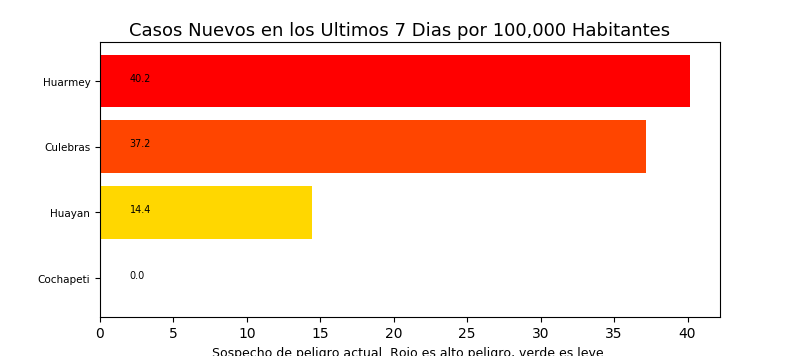 Casos Nuevos en los Ultimos 7 Dias por 100,000 Habitantes
Huarmey 40.2
Culebras 37.2
Huayan 14.4
Cochapeti 0.0
0 5 10 15 20 25 30 35 40
Sospecho de peligro actual. Rojo es alto peligro, verde es leve